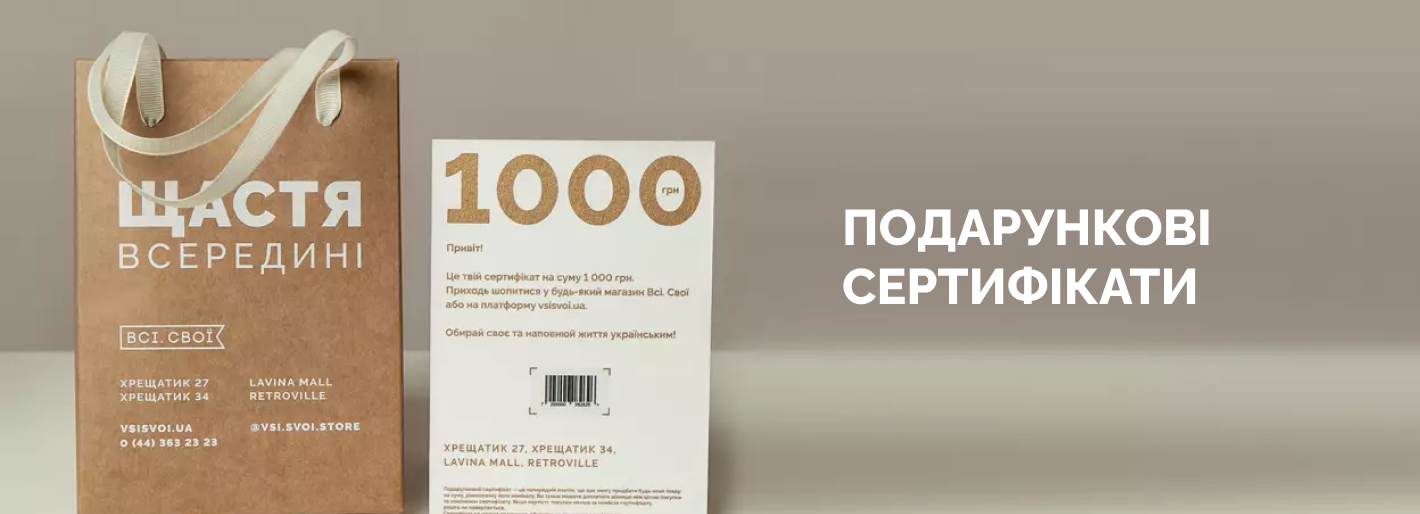 ЩАСТЯ
ВСЕРЕДИНІ
ВСІ.СВОЇ
ХРЕЩАТИК 27
ХРЕЩАТИК 34
LAVINA MALL
RETROVILLE
VSISVOI.UA
0 (44) 363 23 23
@VSI.SVOI.STORE
1000 грн
Привіт!
Це твій сертифікат на суму 1 000 грн.
Приходь шопитися у будь-який магазин Всі. Свої
або на платформу vsisvoi.ua.
Обирай своє та наповнюй життя українським!
ХРЕЩАТИК 27, ХРЕЩАТИК 34,
LAVINA MALL, RETROVILLE
ПОДАРУНКОВІ
СЕРТИФІКАТИ